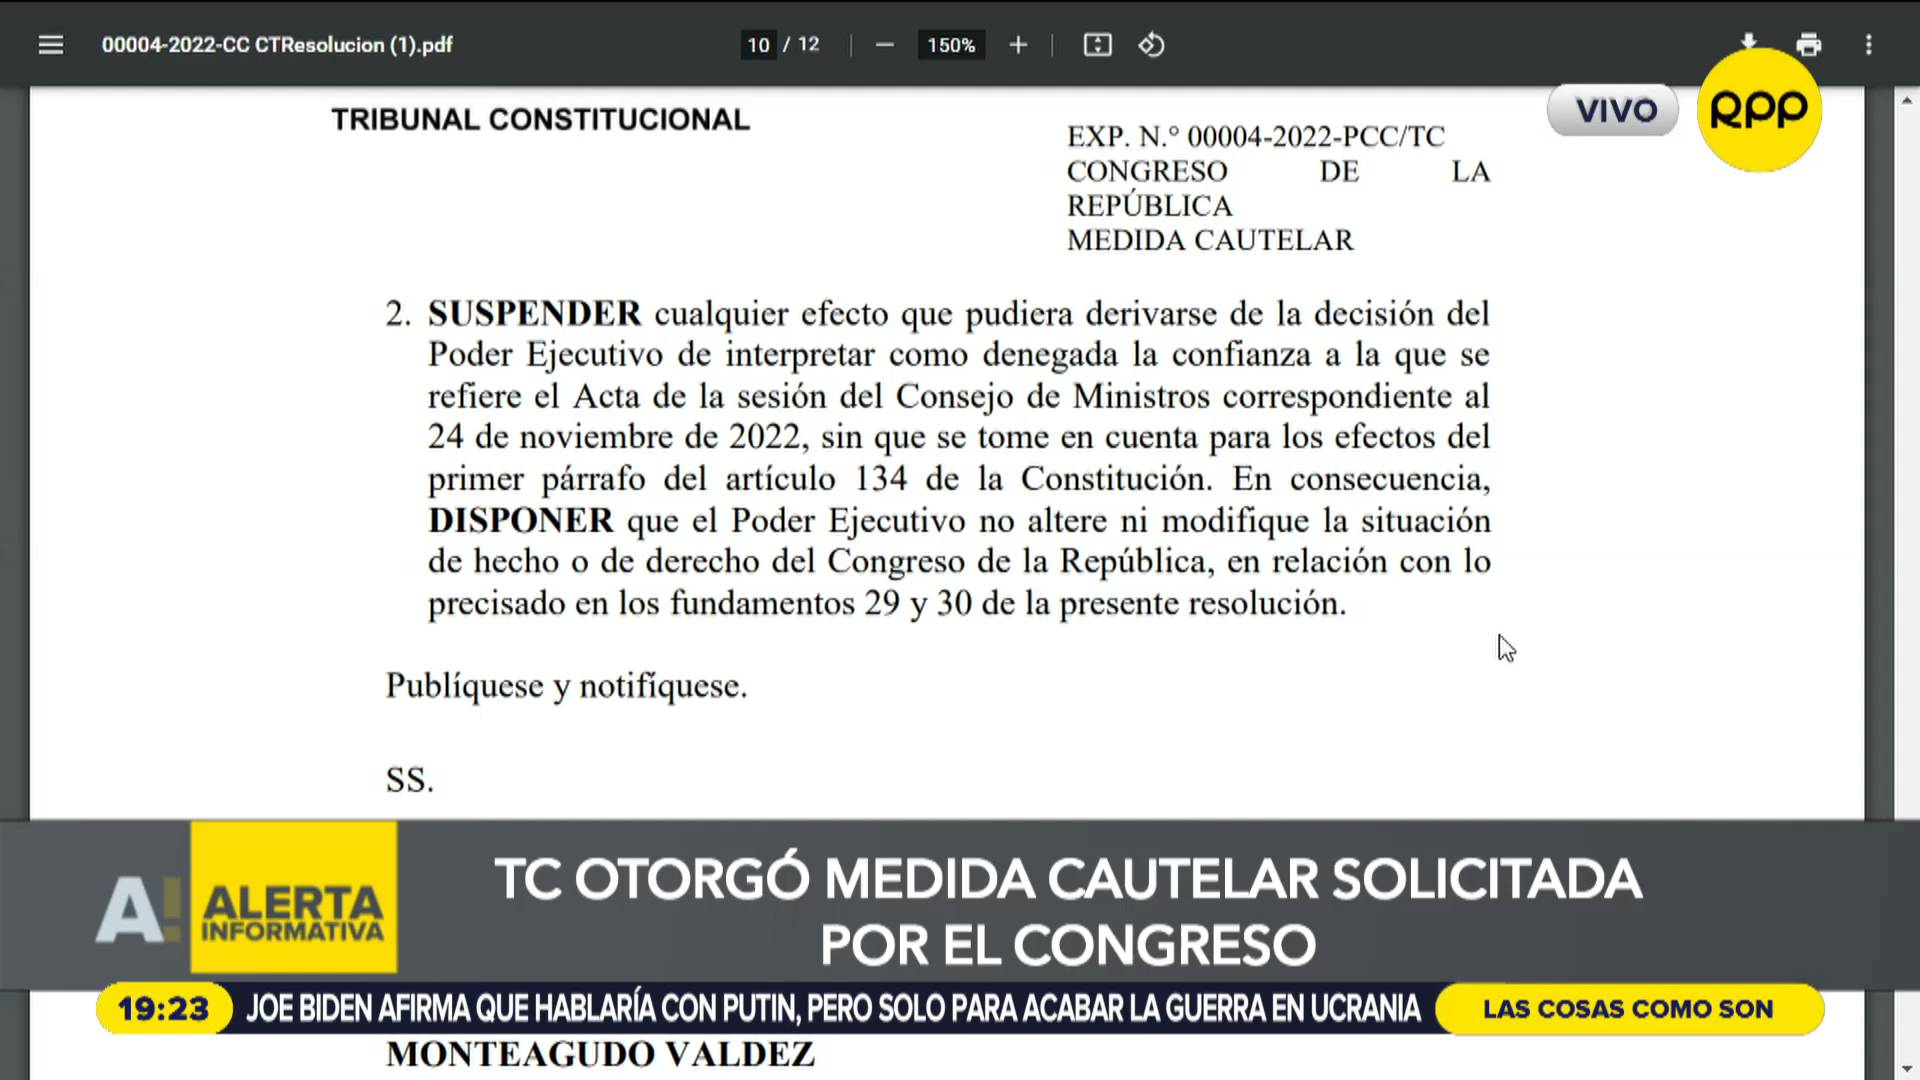 00004-2022-CC CTResolucion (1).pdf
10 / 12
150%
VIVO
RPP
TRIBUNAL CONSTITUCIONAL
EXP. N.° 00004-2022-PCC/TC
CONGRESO DE LA
REPÚBLICA
MEDIDA CAUTELAR
2. SUSPENDER cualquier efecto que pudiera derivarse de la decisión del
Poder Ejecutivo de interpretar como denegada la confianza a la que se
refiere el Acta de la sesión del Consejo de Ministros correspondiente al
24 de noviembre de 2022, sin que se tome en cuenta para los efectos del
primer párrafo del artículo 134 de la Constitución. En consecuencia,
DISPONER que el Poder Ejecutivo no altere ni modifique la situación
de hecho o de derecho del Congreso de la República, en relación con lo
precisado en los fundamentos 29 y 30 de la presente resolución.
Publíquese y notifíquese.
SS.
A!
ALERTA
INFORMATIVA
TC OTORGÓ MEDIDA CAUTELAR SOLICITADA
POR EL CONGRESO
19:23
JOE BIDEN AFIRMA QUE HABLARÍA CON PUTIN, PERO SOLO PARA ACABAR LA GUERRA EN UCRANIA
LAS COSAS COMO SON
MONTEAGUDO VALDEZ